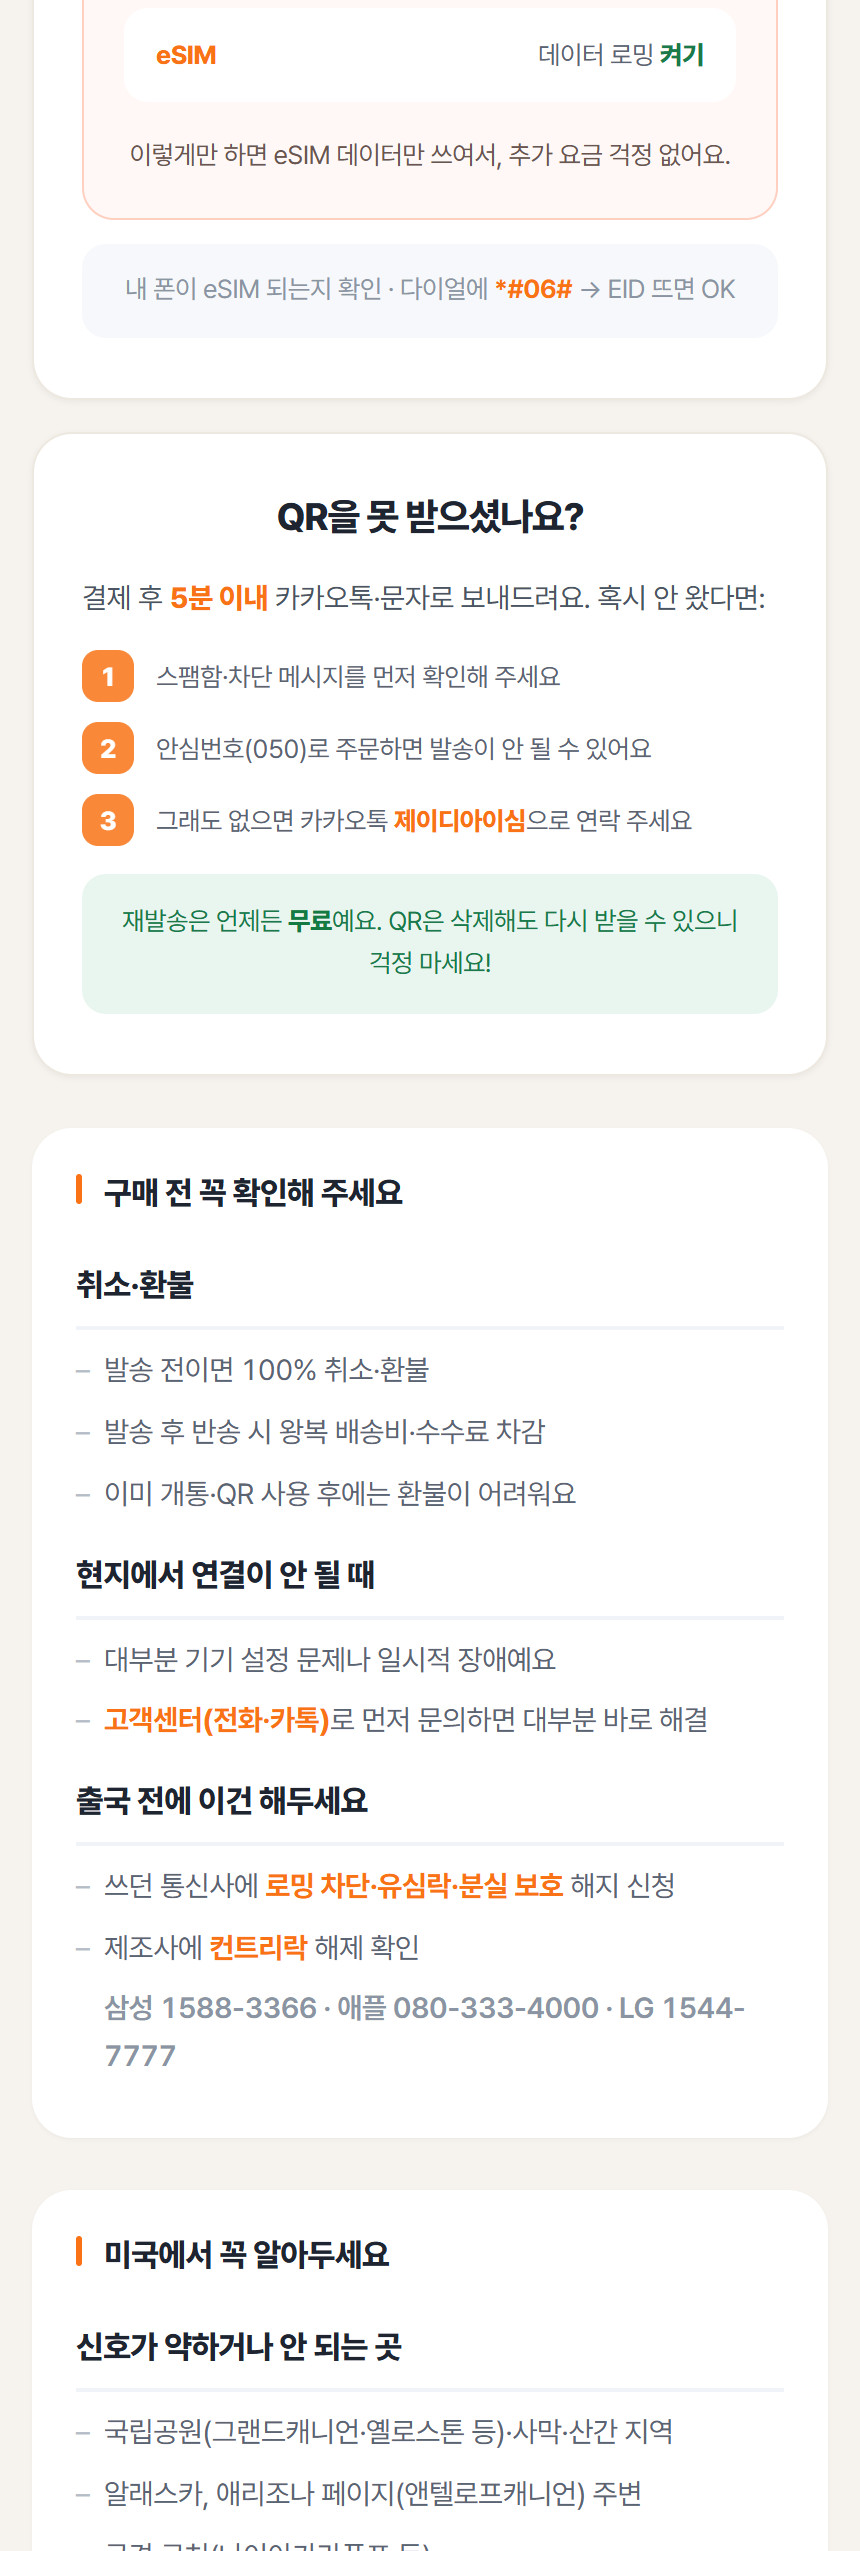 eSIM 데이터 로밍 켜기
이렇게만 하면 eSIM 데이터만 쓰여서, 추가 요금 걱정 없어요.
내 폰이 eSIM 되는지 확인 · 다이얼에 *#06# → EID 뜨면 OK
QR을 못 받으셨나요?
결제 후 5분 이내 카카오톡·문자로 보내드려요. 혹시 안 왔다면:
1 스팸함·차단 메시지를 먼저 확인해 주세요
2 안심번호(050)로 주문하면 발송이 안 될 수 있어요
3 그래도 없으면 카카오톡 제이디아이심으로 연락 주세요
재발송은 언제든 무료예요. QR은 삭제해도 다시 받을 수 있으니
걱정 마세요!
구매 전 꼭 확인해 주세요
취소·환불
– 발송 전이면 100% 취소·환불
– 발송 후 반송 시 왕복 배송비·수수료 차감
– 이미 개통·QR 사용 후에는 환불이 어려워요
현지에서 연결이 안 될 때
– 대부분 기기 설정 문제나 일시적 장애예요
– 고객센터(전화·카톡)로 먼저 문의하면 대부분 바로 해결
출국 전에 이건 해두세요
– 쓰던 통신사에 로밍 차단·유심락·분실 보호 해지 신청
– 제조사에 컨트리락 해제 확인
삼성 1588-3366 · 애플 080-333-4000 · LG 1544-
7777
미국에서 꼭 알아두세요
신호가 약하거나 안 되는 곳
– 국립공원(그랜드캐니언·옐로스톤 등)·사막·산간 지역
– 알래스카, 애리조나 페이지(앤텔로프캐니언) 주변